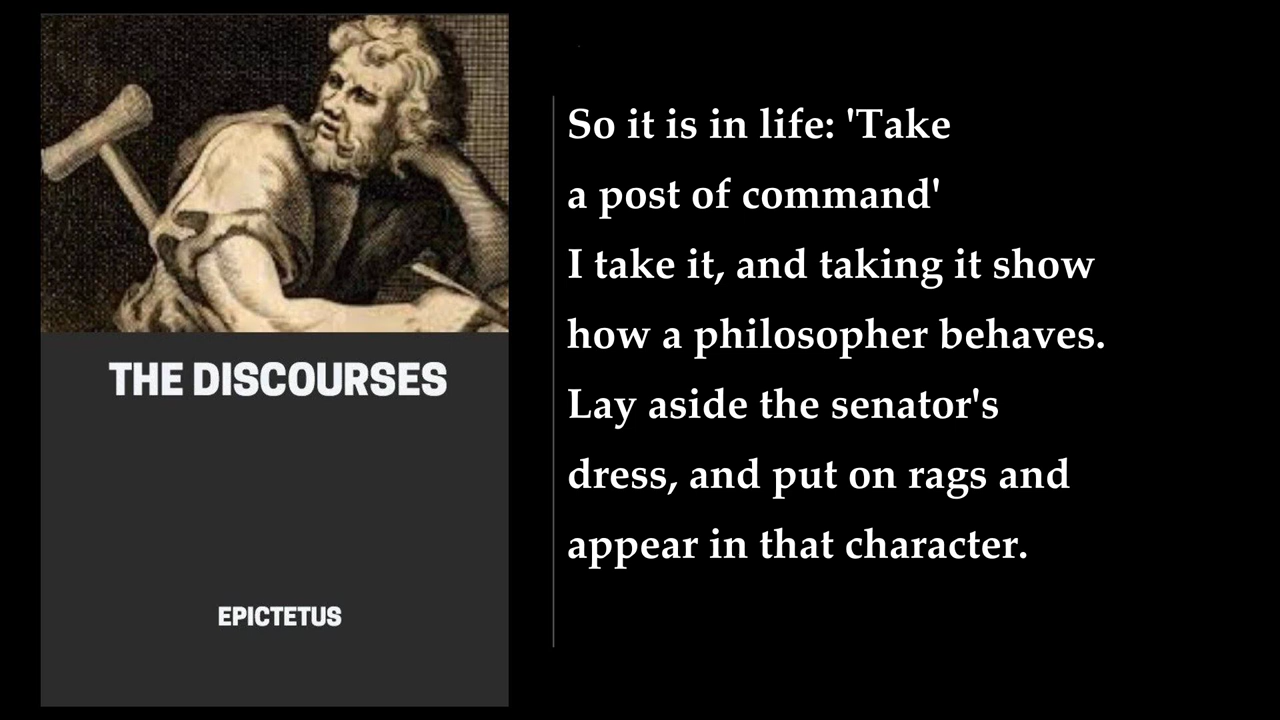 THE DISCOURSES
EPICTETUS
So it is in life: 'Take
a post of command'
I take it, and taking it show
how a philosopher behaves.
Lay aside the senator's
dress, and put on rags and
appear in that character.